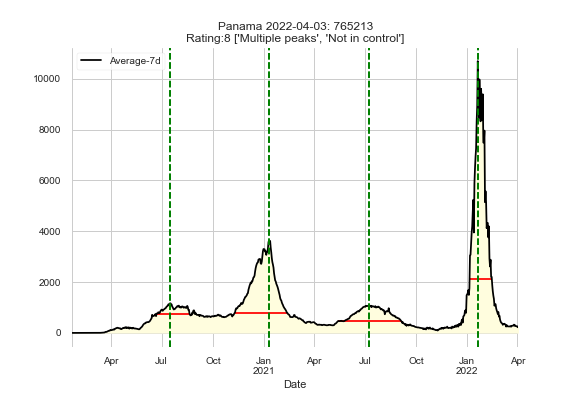 Panama 2022-04-03: 765213
Rating:8 ['Multiple peaks', 'Not in control']
Average-7d
10000
8000
6000
4000
2000
0
Apr Jul Oct Jan Apr Jul Oct Jan Apr
2021 2022
Date